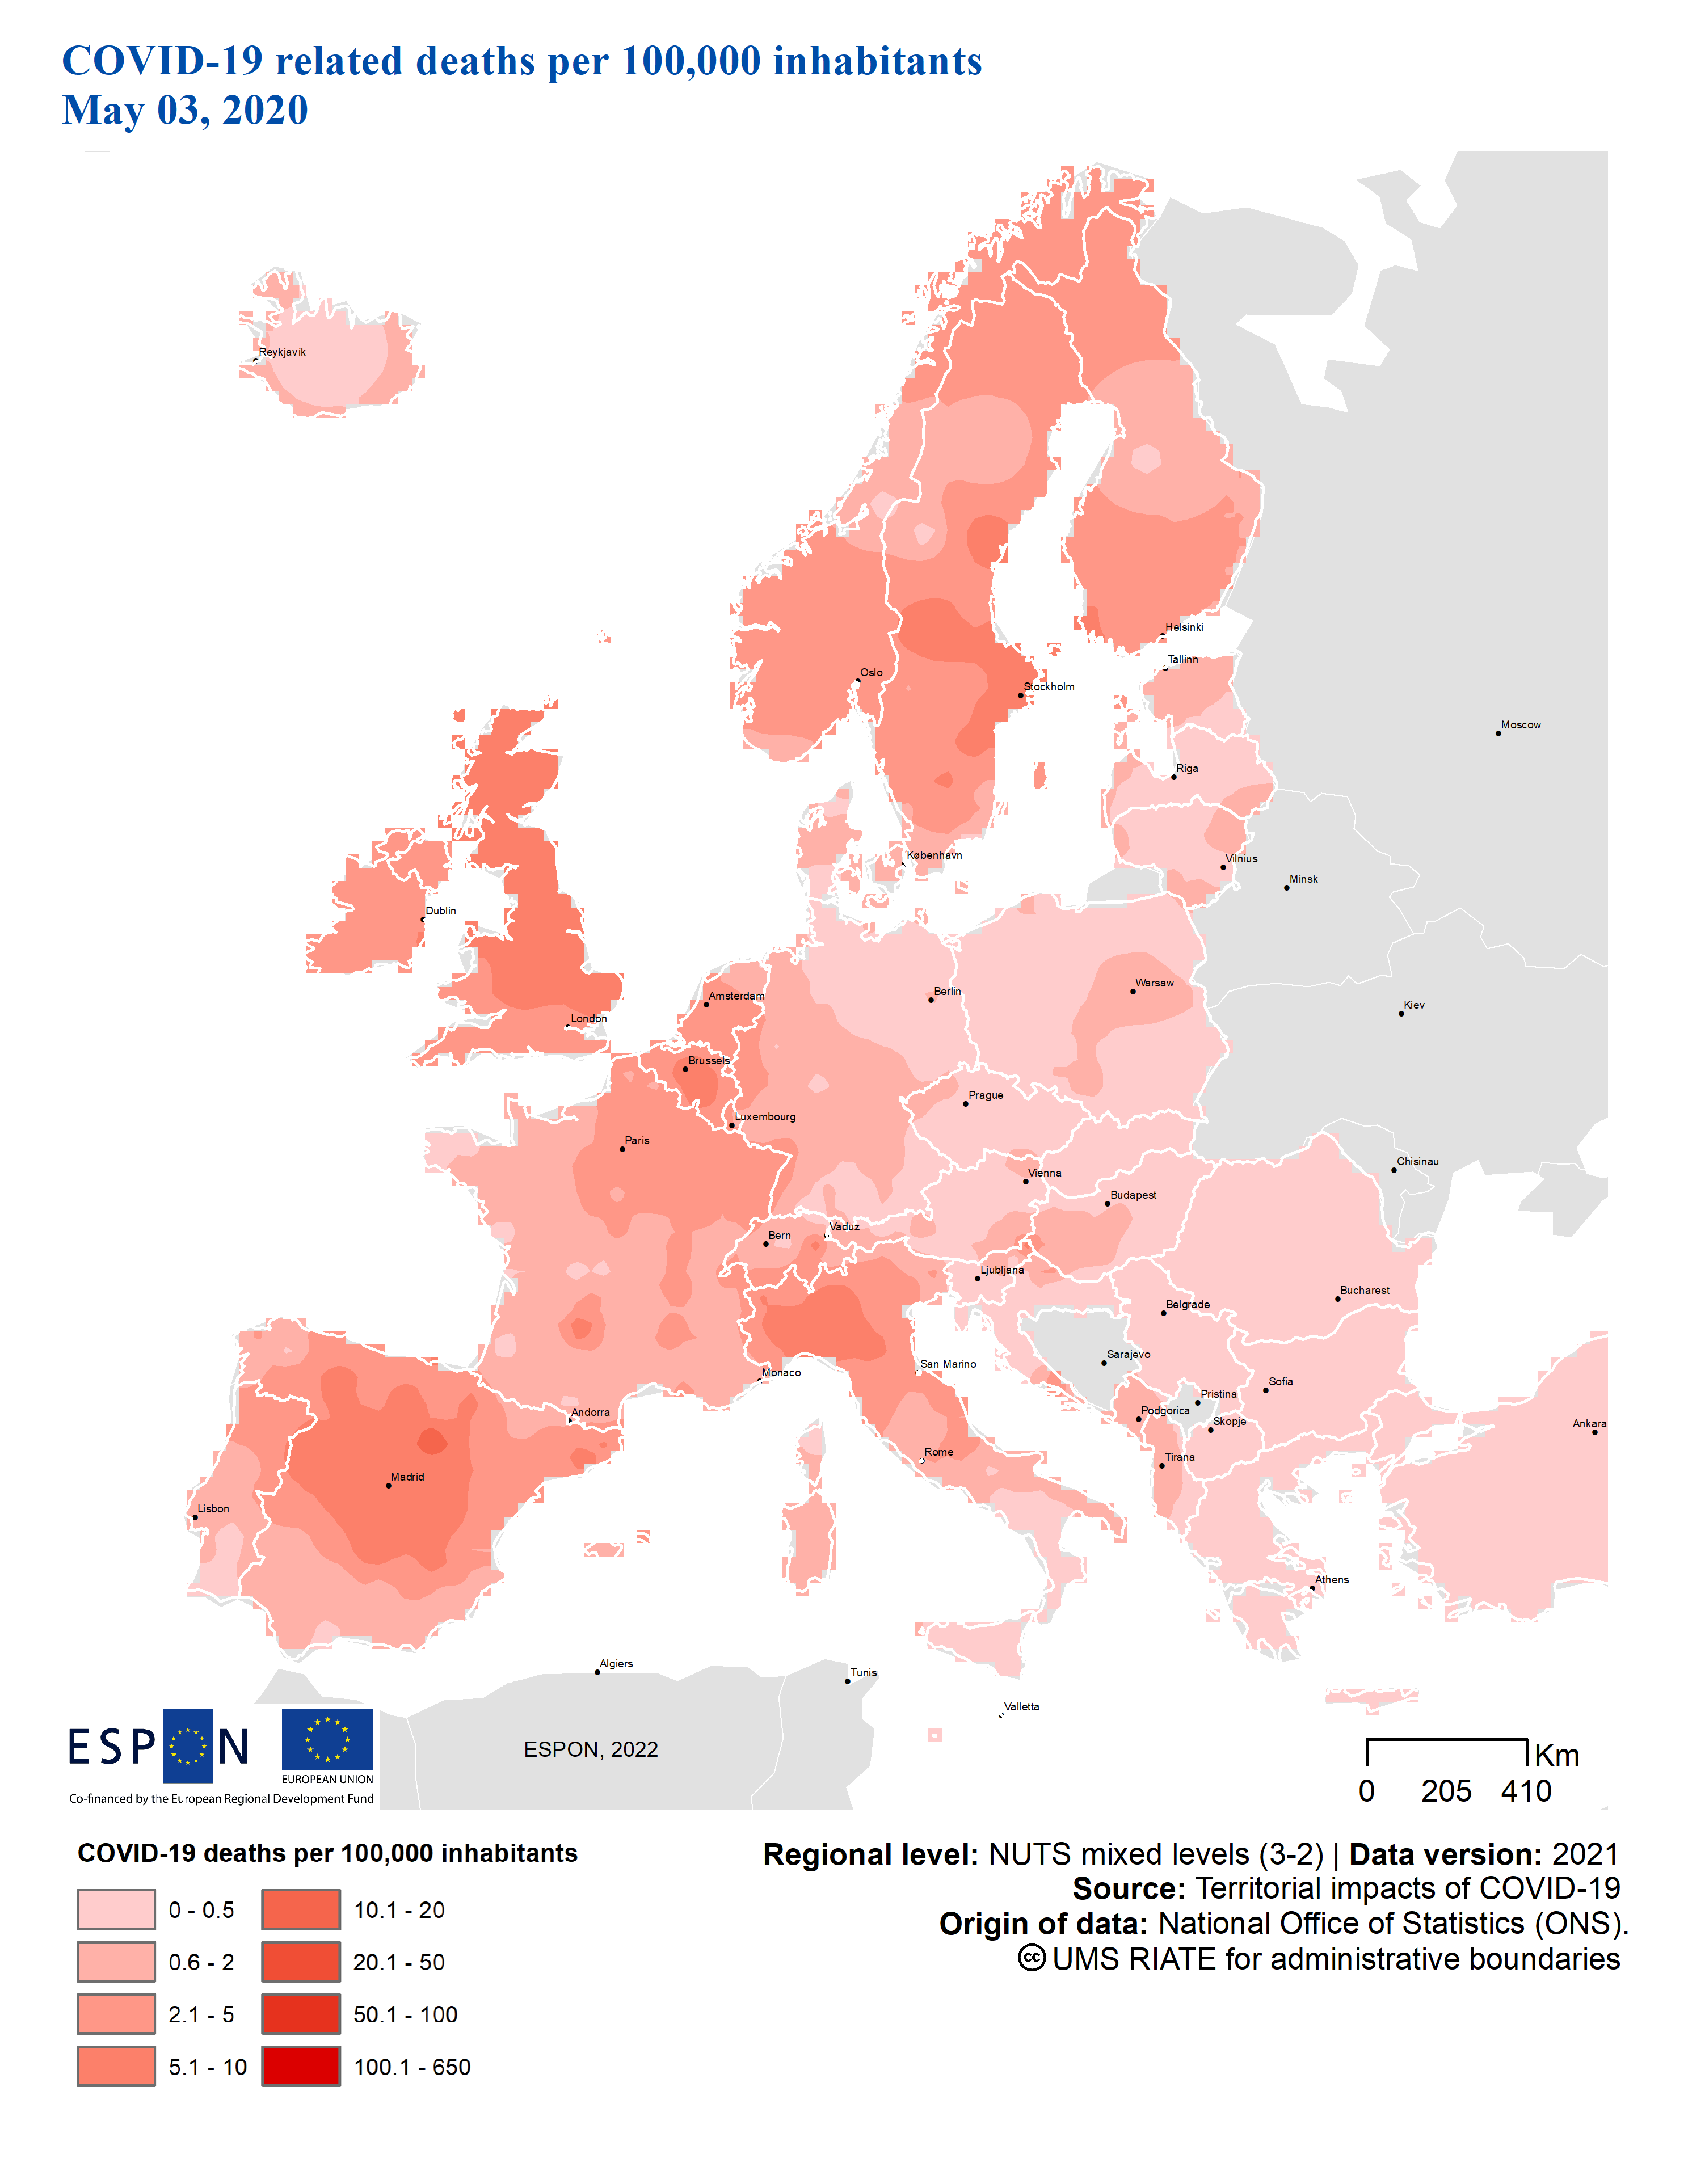 COVID-19 related deaths per 100,000 inhabitants
May 03, 2020
Reykjavík
Helsinki
Tallinn
Oslo
Stockholm
Moscow
Riga
København
Vilnius
Minsk
Dublin
Warsaw
Berlin
Amsterdam
Kiev
London
Brussels
Prague
Luxembourg
Paris
Chisinau
Vienna
Budapest
Vaduz
Bern
Ljubljana
Bucharest
Belgrade
Sarajevo
San Marino
Monaco
Sofia
Pristina
Andorra
Podgorica
Skopje
Ankara
Rome
Tirana
Madrid
Lisbon
Athens
Algiers
Tunis
Valletta
ESPON
EUROPEAN UNION
Co-financed by the European Regional Development Fund
ESPON, 2022
Km
0 205 410
COVID-19 deaths per 100,000 inhabitants
0 - 0.5
0.6 - 2
2.1 - 5
5.1 - 10
10.1 - 20
20.1 - 50
50.1 - 100
100.1 - 650
Regional level: NUTS mixed levels (3-2) | Data version: 2021
Source: Territorial impacts of COVID-19
Origin of data: National Office of Statistics (ONS).
cc UMS RIATE for administrative boundaries